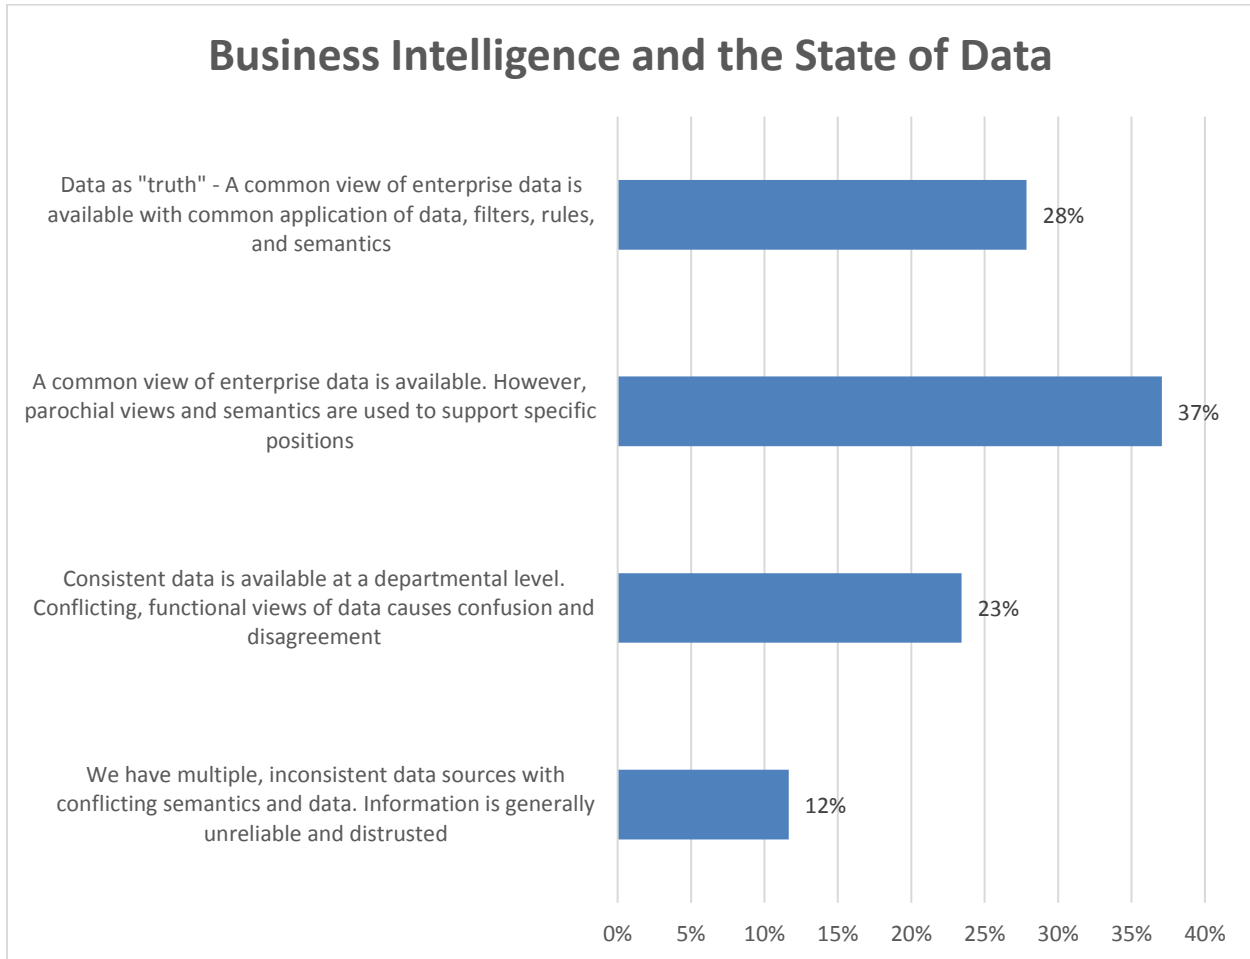 Business Intelligence and the State of Data
Data as "truth" - A common view of enterprise data is
available with common application of data, filters, rules,
and semantics
28%
A common view of enterprise data is available. However,
parochial views and semantics are used to support specific
positions
37%
Consistent data is available at a departmental level.
Conflicting, functional views of data causes confusion and
disagreement
23%
We have multiple, inconsistent data sources with
conflicting semantics and data. Information is generally
unreliable and distrusted
12%
0% 5% 10% 15% 20% 25% 30% 35% 40%